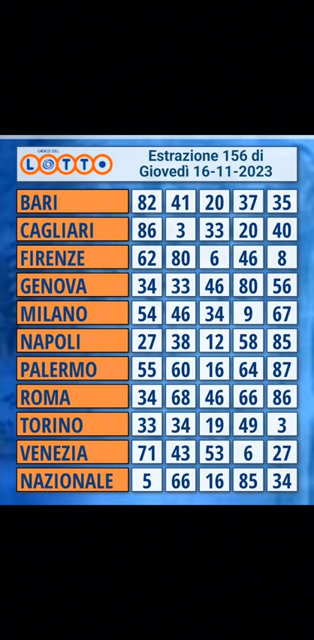 GIOCO DEL
LOTTO
Estrazione 156 di
Giovedì 16-11-2023
BARI 82 41 20 37 35
CAGLIARI 86 3 33 20 40
FIRENZE 62 80 6 46 8
GENOVA 34 33 46 80 56
MILANO 54 46 34 9 67
NAPOLI 27 38 12 58 85
PALERMO 55 60 16 64 87
ROMA 34 68 46 66 86
TORINO 33 34 19 49 3
VENEZIA 71 43 53 6 27
NAZIONALE 5 66 16 85 34